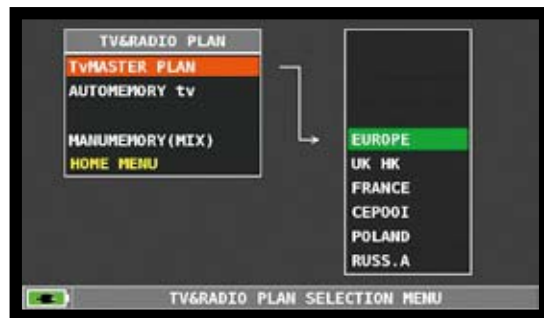 TV&RADIO PLAN
TvMASTER PLAN
AUTOMEMORY tv
MANUMEMORY(MIX)
HOME MENU
EUROPE
UK HK
FRANCE
CEPOOI
POLAND
RUSS.A
TV&RADIO PLAN SELECTION MENU